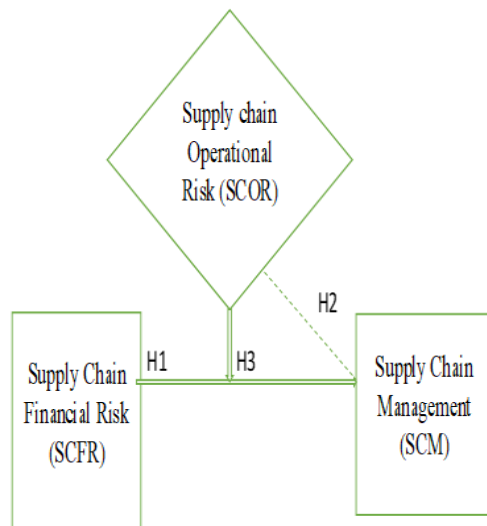 Supply chain
Operational
Risk (SCOR)
H2
H1
H3
Supply Chain
Financial Risk
(SCFR)
Supply Chain
Management
(SCM)